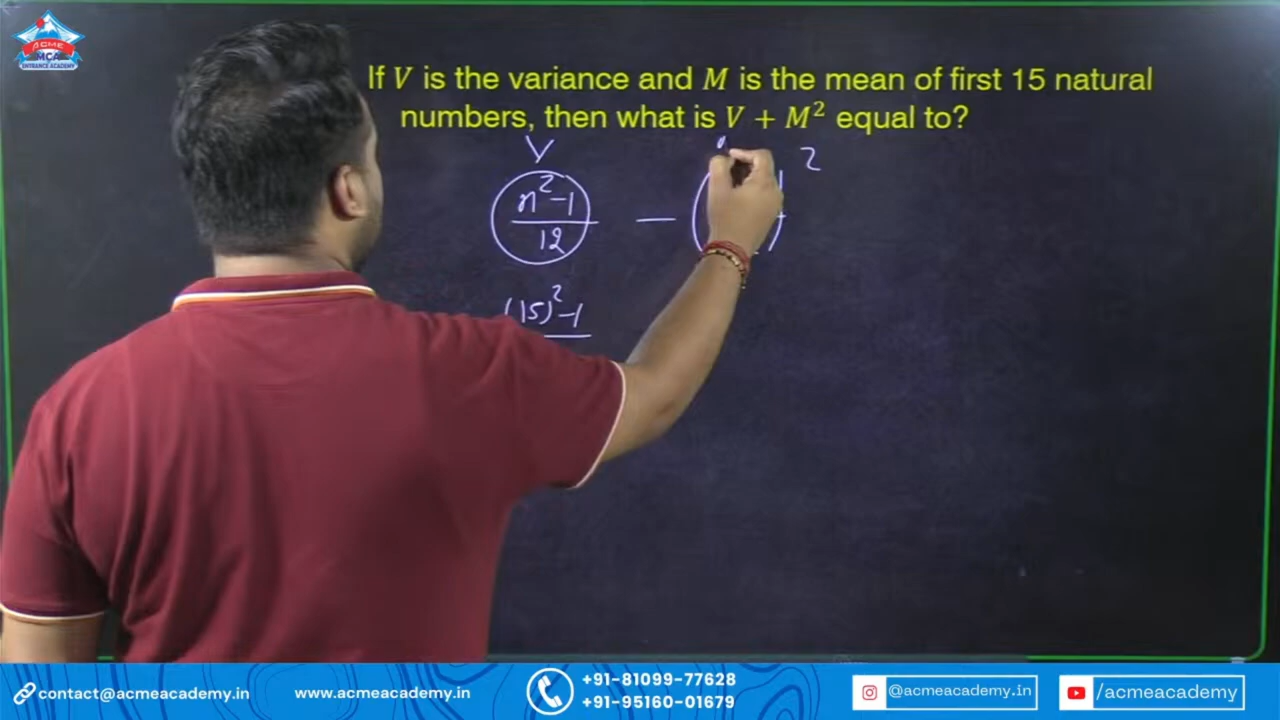 ACME
MCA
ENTRANCE ACADEMY
If V is the variance and M is the mean of first 15 natural
numbers, then what is V + M² equal to?
V
n²-1
12
—
( ) 2
(15)²-1
contact@acmeacademy.in
www.acmeacademy.in
+91-81099-77628
+91-95160-01679
@acmeacademy.in
/acmeacademy